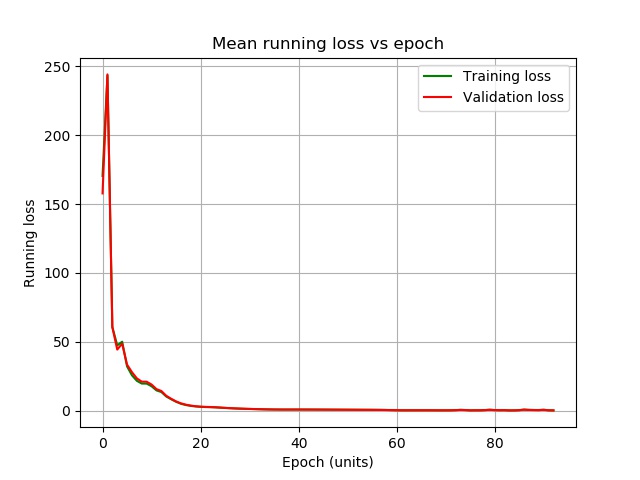 Mean running loss vs epoch
Training loss
Validation loss
Running loss
250
200
150
100
50
0
0 20 40 60 80
Epoch (units)